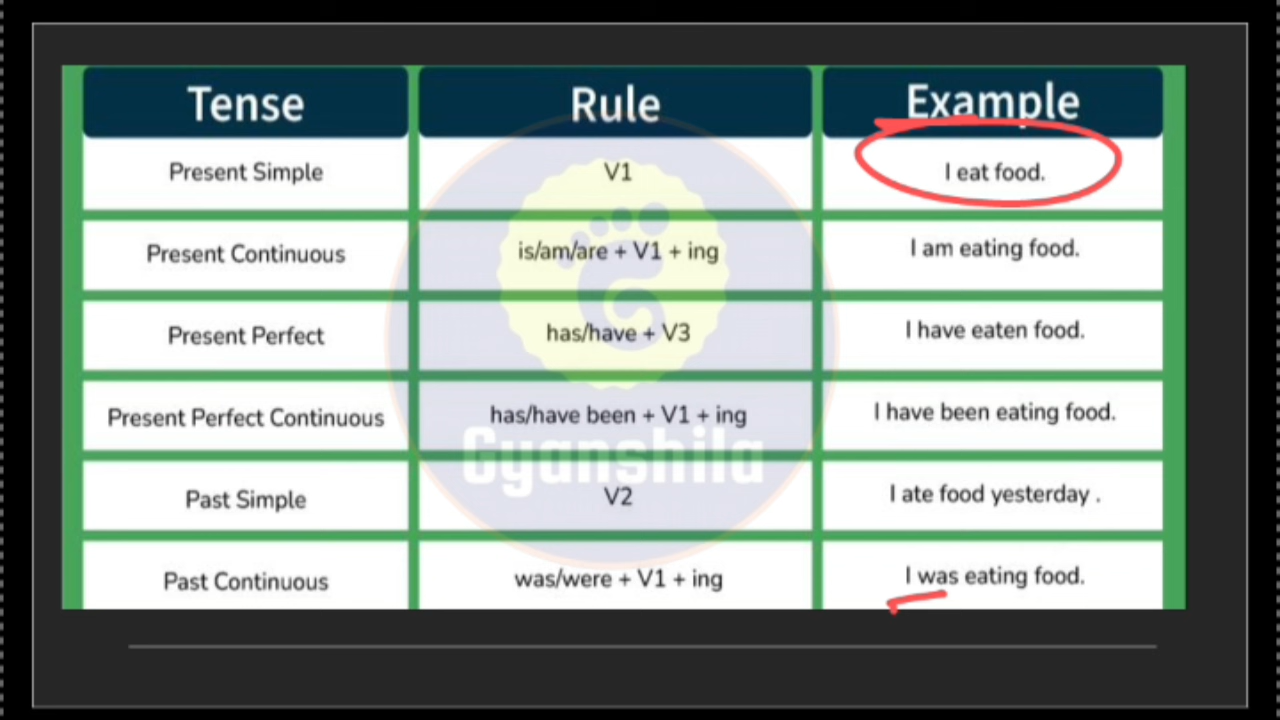 Tense Rule Example
Present Simple V1 I eat food.
Present Continuous is/am/are + V1 + ing I am eating food.
Present Perfect has/have + V3 I have eaten food.
Present Perfect Continuous has/have been + V1 + ing I have been eating food.
Gyanshila
Past Simple V2 I ate food yesterday .
Past Continuous was/were + V1 + ing I was eating food.